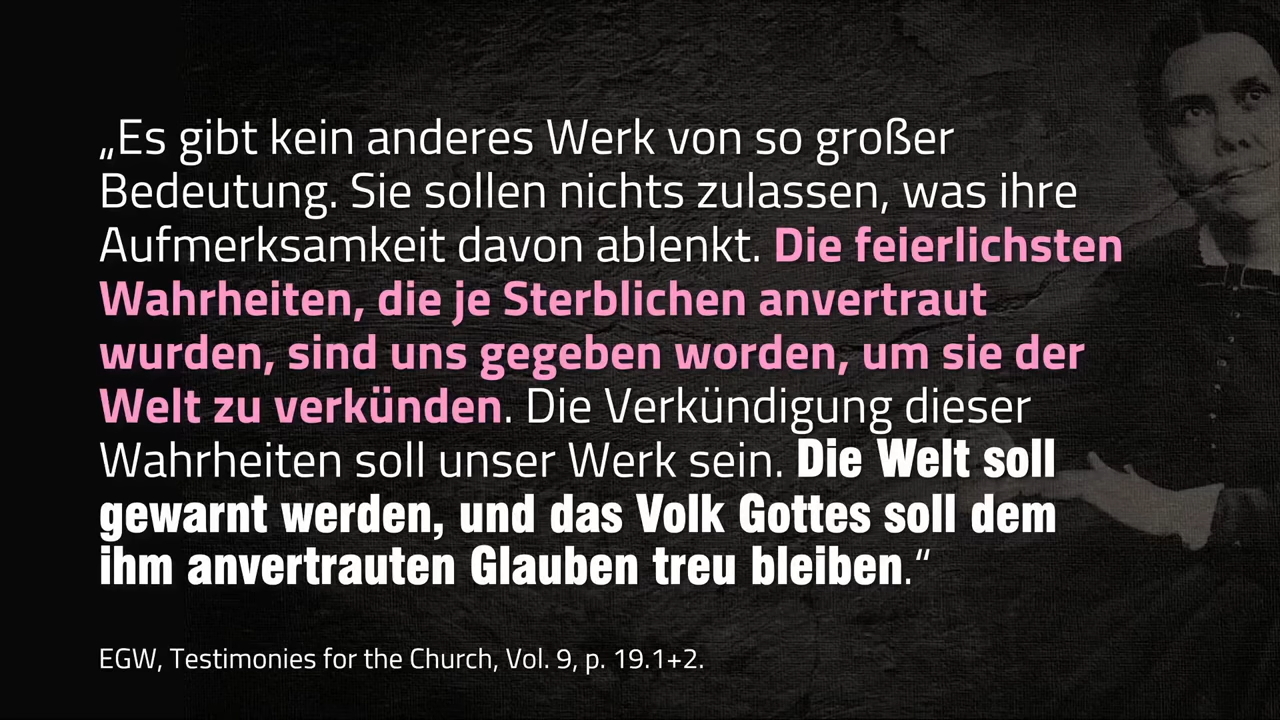 „Es gibt kein anderes Werk von so großer
Bedeutung. Sie sollen nichts zulassen, was ihre
Aufmerksamkeit davon ablenkt. Die feierlichsten
Wahrheiten, die je Sterblichen anvertraut
wurden, sind uns gegeben worden, um sie der
Welt zu verkünden. Die Verkündigung dieser
Wahrheiten soll unser Werk sein. Die Welt soll
gewarnt werden, und das Volk Gottes soll dem
ihm anvertrauten Glauben treu bleiben.“
EGW, Testimonies for the Church, Vol. 9, p. 19.1+2.